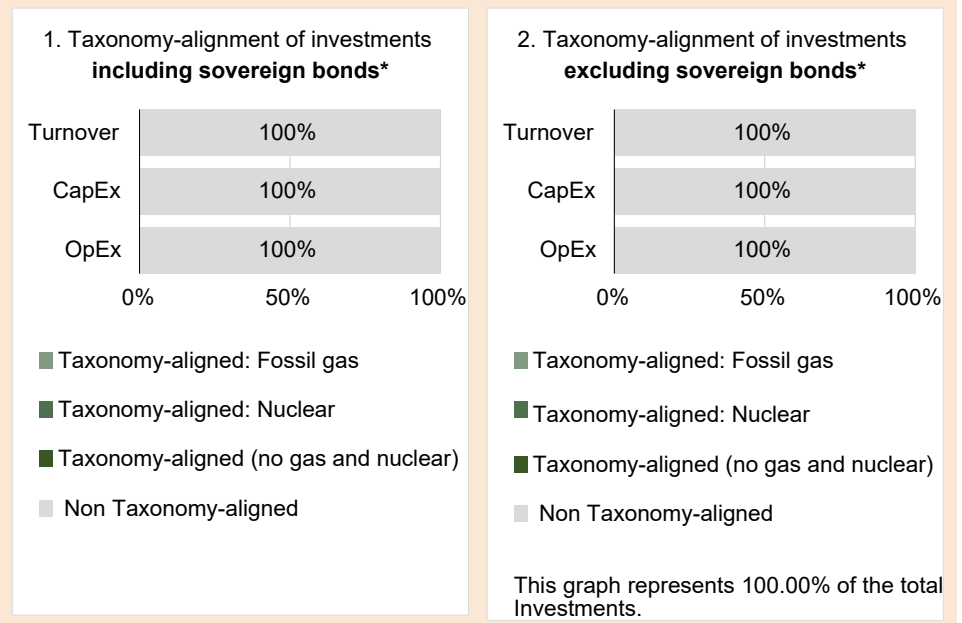 1. Taxonomy-alignment of investments
including sovereign bonds*
Turnover 100%
CapEx 100%
OpEx 100%
0% 50% 100%
Taxonomy-aligned: Fossil gas
Taxonomy-aligned: Nuclear
Taxonomy-aligned (no gas and nuclear)
Non Taxonomy-aligned
2. Taxonomy-alignment of investments
excluding sovereign bonds*
Turnover 100%
CapEx 100%
OpEx 100%
0% 50% 100%
Taxonomy-aligned: Fossil gas
Taxonomy-aligned: Nuclear
Taxonomy-aligned (no gas and nuclear)
Non Taxonomy-aligned
This graph represents 100.00% of the total
Investments.